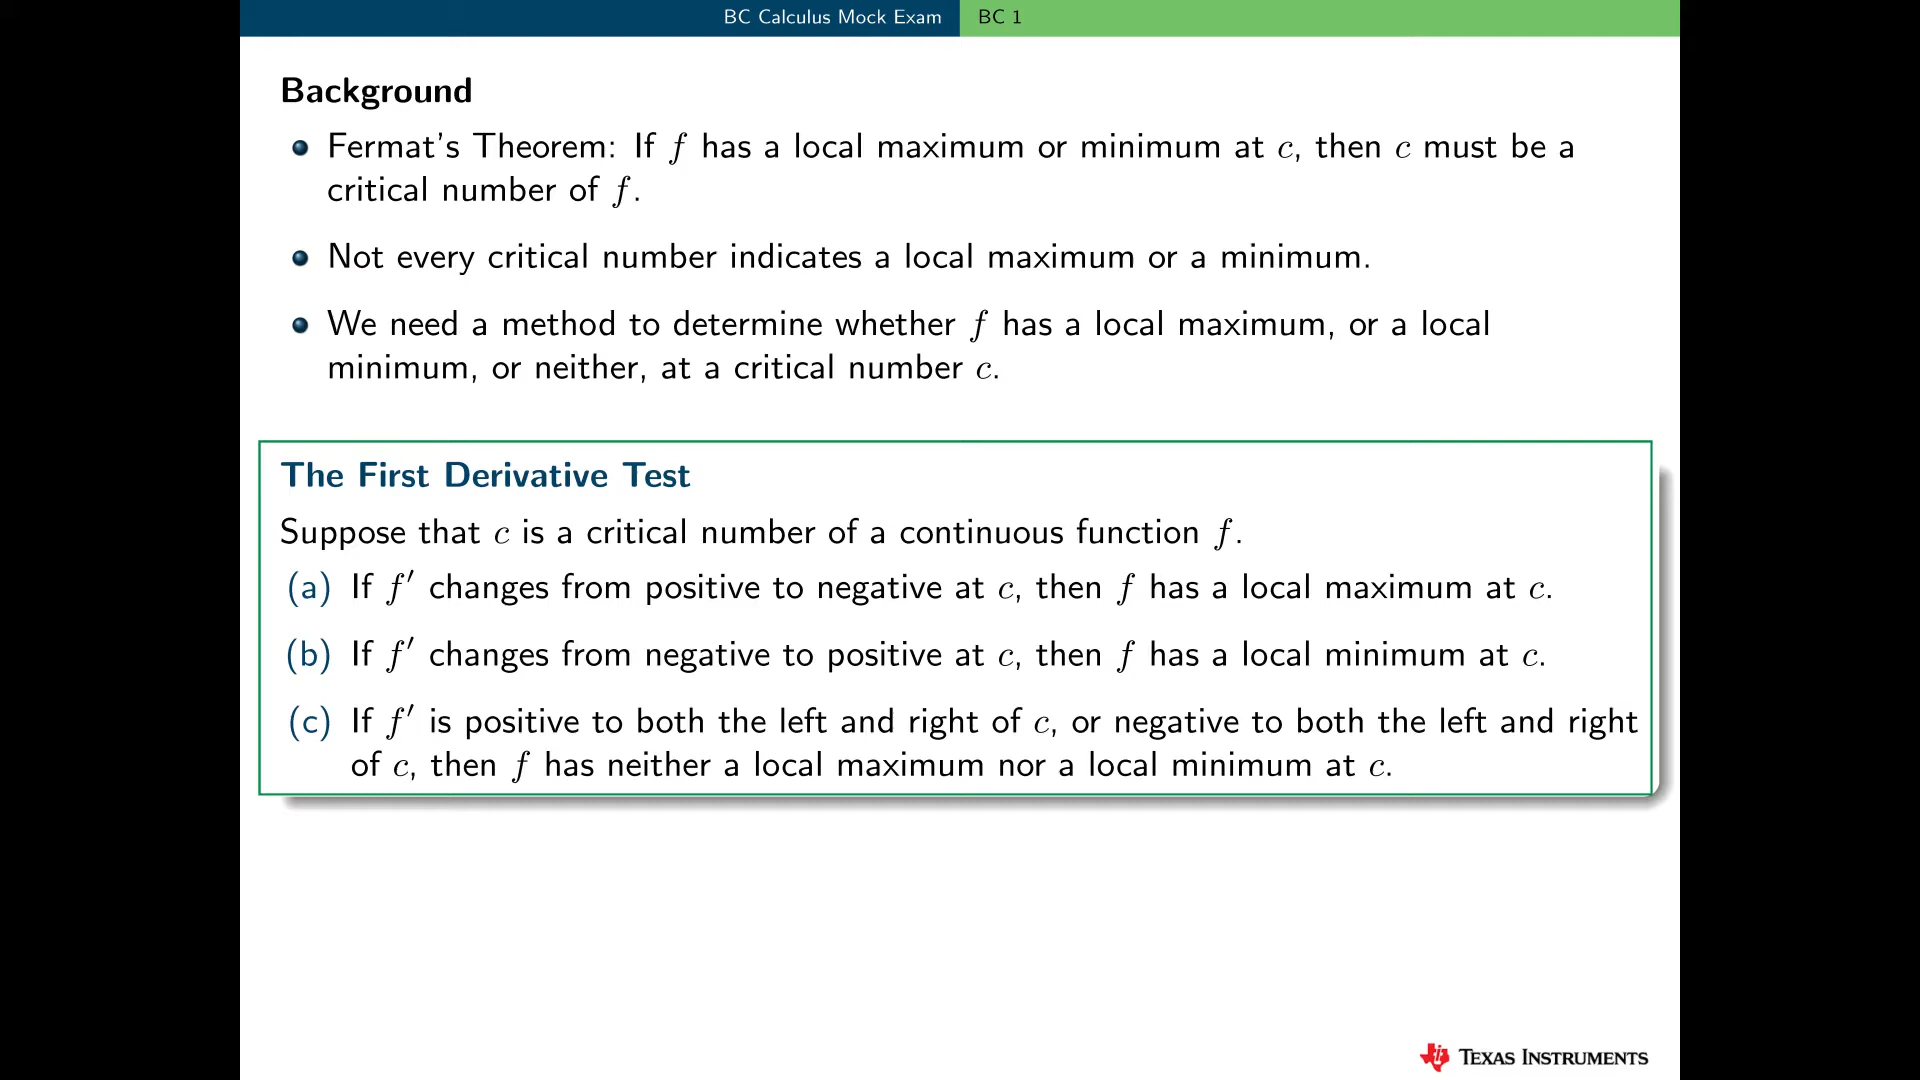 BC Calculus Mock Exam BC 1
Background
Fermat's Theorem: If f has a local maximum or minimum at c, then c must be a
critical number of f.
Not every critical number indicates a local maximum or a minimum.
We need a method to determine whether f has a local maximum, or a local
minimum, or neither, at a critical number c.
The First Derivative Test
Suppose that c is a critical number of a continuous function f.
(a) If f′ changes from positive to negative at c, then f has a local maximum at c.
(b) If f′ changes from negative to positive at c, then f has a local minimum at c.
(c) If f′ is positive to both the left and right of c, or negative to both the left and right
of c, then f has neither a local maximum nor a local minimum at c.
TEXAS INSTRUMENTS